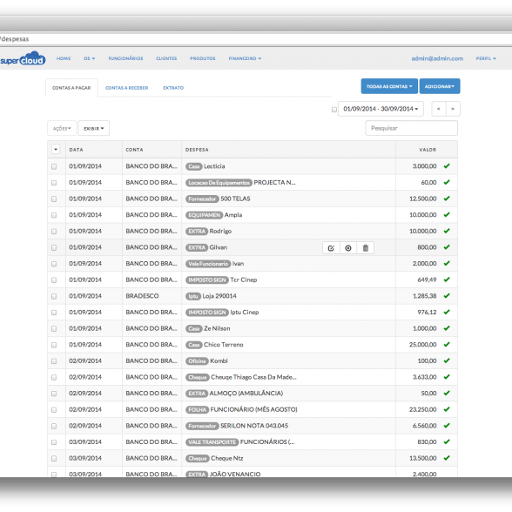 /despesas
super cloud HOME OS FUNCIONÁRIOS CLIENTES PRODUTOS FINANCEIRO admin@admin.com PERFIL
CONTAS A PAGAR CONTAS A RECEBER EXTRATO TODAS AS CONTAS ADICIONAR
01/09/2014 - 30/09/2014 < >
AÇÕES EXIBIR Pesquisar
DATA CONTA DESPESA VALOR
01/09/2014 BANCO DO BRA... Casa Lecticia 3.000,00
01/09/2014 BANCO DO BRA... Locacao De Equipamentos PROJECTA N... 60,00
01/09/2014 BANCO DO BRA... Fornecedor 500 TELAS 12.500,00
01/09/2014 BANCO DO BRA... EQUIPAMEN Ampla 10.000,00
01/09/2014 BANCO DO BRA... EXTRA Rodrigo 10.000,00
01/09/2014 BANCO DO BRA... EXTRA Gilvan 800,00
01/09/2014 BANCO DO BRA... Vale Funcionario Ivan 2.000,00
01/09/2014 BANCO DO BRA... IMPOSTO SIGN Tcr Cinep 649,49
01/09/2014 BRADESCO Iptu Loja 290014 1.285,38
01/09/2014 BANCO DO BRA... IMPOSTO SIGN Iptu Cinep 976,12
01/09/2014 BANCO DO BRA... Casa Ze Nilson 1.000,00
01/09/2014 BANCO DO BRA... Casa Chico Terreno 25.000,00
02/09/2014 BANCO DO BRA... Oficina Kombi 100,00
02/09/2014 BANCO DO BRA... Cheque Cheuqe Thiago Casa Da Made... 3.633,00
02/09/2014 BANCO DO BRA... EXTRA ALMOÇO (AMBULÂNCIA) 50,00
02/09/2014 BANCO DO BRA... FOLHA FUNCIONÁRIO (MÊS AGOSTO) 23.250,00
02/09/2014 BANCO DO BRA... Fornecedor SERILON NOTA 043.045 6.560,00
03/09/2014 BANCO DO BRA... VALE TRANSPORTE FUNCIONÁRIOS (... 830,00
03/09/2014 BANCO DO BRA... Cheque Cheque Ntz 13.500,00
03/09/2014 BANCO DO BRA... EXTRA JOÃO VENANCIO 2.400,00